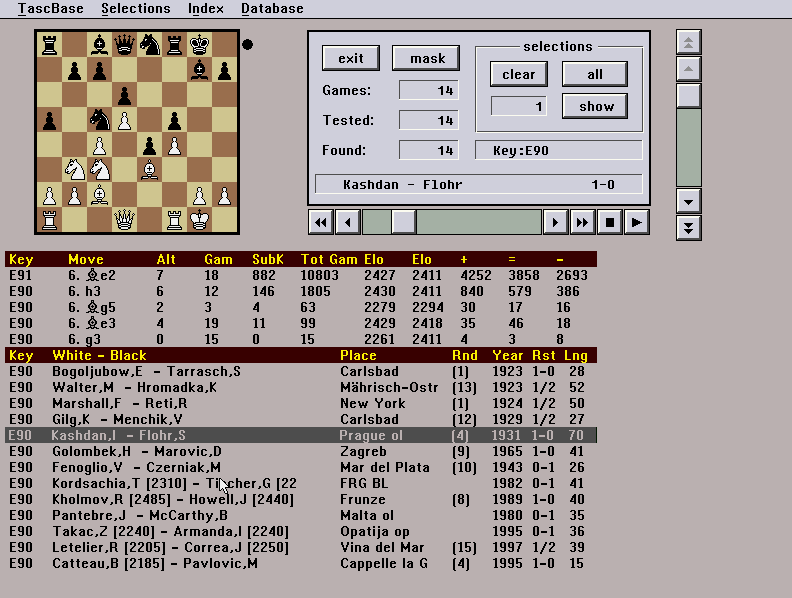 TascBase Selections Index Database
selections
exit mask
clear all
Games: 14
1 show
Tested: 14
Found: 14
Key:E90
Kashdan - Flohr 1-0
Key Move Alt Gam SubK Tot Gam Elo Elo + = -
E91 6. ♗e2 7 18 882 10803 2427 2411 4252 3858 2693
E90 6. h3 6 12 146 1805 2430 2411 840 579 386
E90 6. ♗g5 2 3 4 63 2279 2294 30 17 16
E90 6. ♗e3 4 19 11 99 2429 2418 35 46 18
E90 6. g3 0 15 0 15 2261 2411 4 3 8
Key White - Black Place Rnd Year Rst Lng
E90 Bogoljubow,E - Tarrasch,S Carlsbad (1) 1923 1-0 28
E90 Walter,M - Hromadka,K Mährisch-Ostr (13) 1923 1/2 52
E90 Marshall,F - Reti,R New York (1) 1924 1/2 50
E90 Gilg,K - Menchik,V Carlsbad (12) 1929 1/2 27
E90 Kashdan,I - Flohr,S Prague ol (4) 1931 1-0 70
E90 Golombek,H - Marovic,D Zagreb (9) 1965 1-0 41
E90 Fenoglio,V - Czerniak,M Mar del Plata (10) 1943 0-1 26
E90 Kordsachia,T [2310] - Tischer,G [22 FRG BL 1982 0-1 41
E90 Kholmov,R [2485] - Howell,J [2440] Frunze (8) 1989 1-0 40
E90 Pantebre,J - McCarthy,B Malta ol 1980 0-1 35
E90 Takac,Z [2240] - Armanda,I [2240] Opatija op 1995 0-1 36
E90 Letelier,R [2205] - Correa,J [2250] Vina del Mar (15) 1997 1/2 39
E90 Catteau,B [2185] - Pavlovic,M Cappelle la G (4) 1995 1-0 15